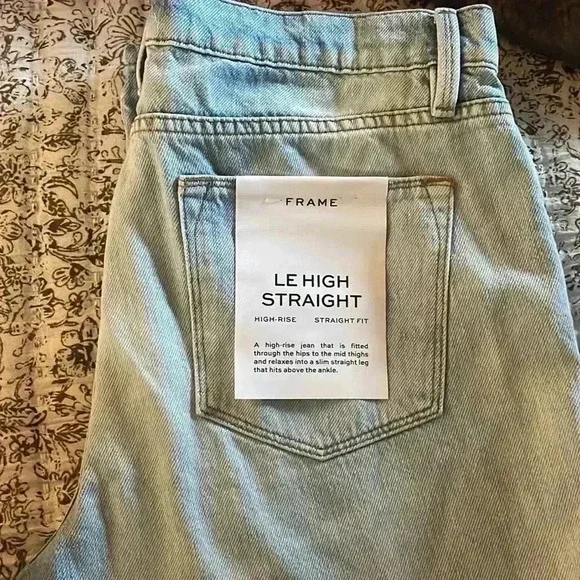 FRAME
LE HIGH
STRAIGHT
HIGH-RISE STRAIGHT FIT
A high-rise jean that is fitted
through the hips to the mid thighs
and relaxes into a slim straight leg
that hits above the ankle.